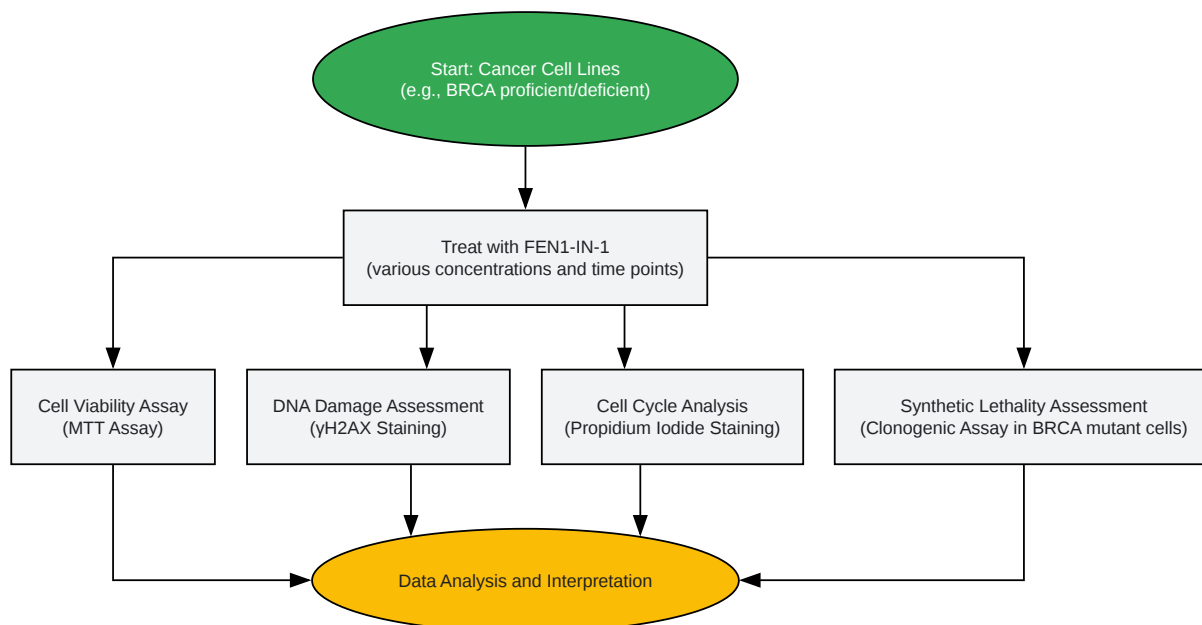 Start: Cancer Cell Lines
(e.g., BRCA proficient/deficient)
Treat with FEN1-IN-1
(various concentrations and time points)
Cell Viability Assay
(MTT Assay)
DNA Damage Assessment
(γH2AX Staining)
Cell Cycle Analysis
(Propidium Iodide Staining)
Synthetic Lethality Assessment
(Clonogenic Assay in BRCA mutant cells)
Data Analysis and Interpretation